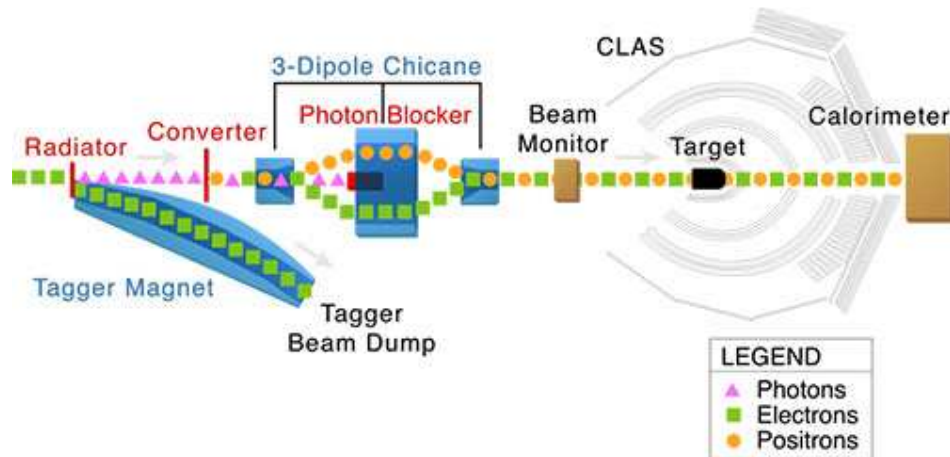 CLAS
3-Dipole Chicane
Photon Blocker
Beam
Monitor
Calorimeter
Converter
Radiator
Target
Tagger Magnet
Tagger
Beam Dump
LEGEND
Photons
Electrons
Positrons